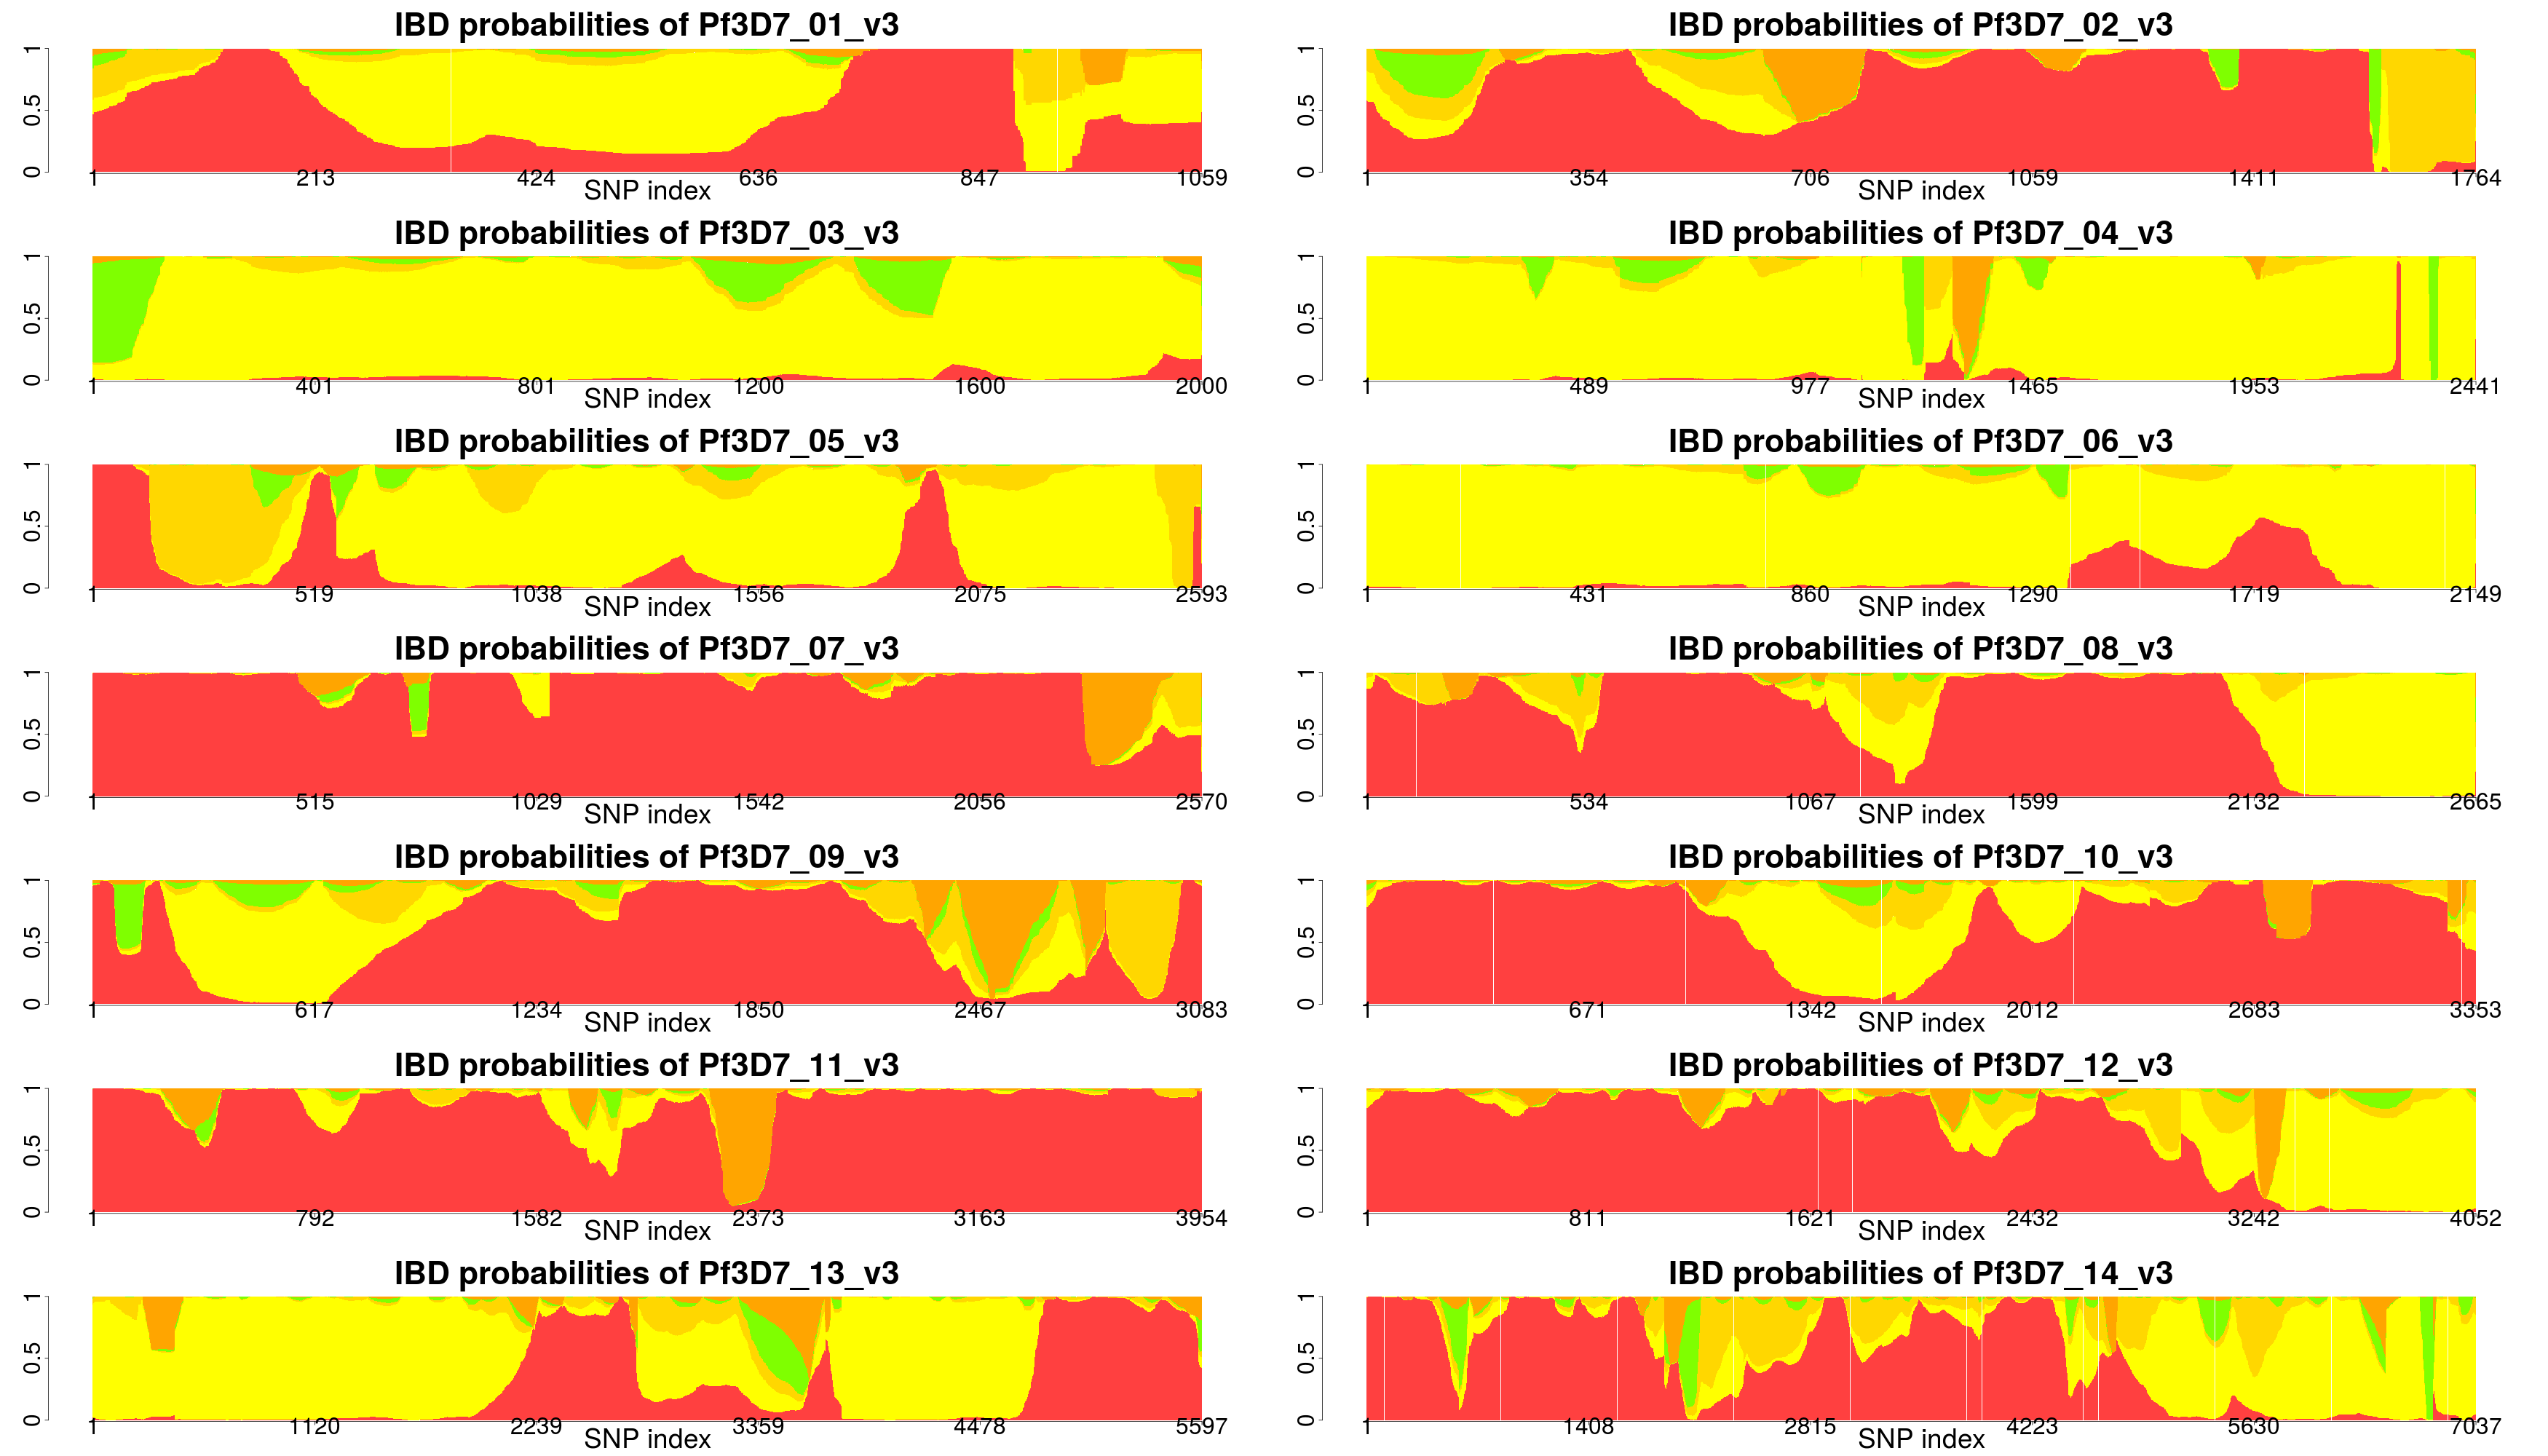 IBD probabilities of Pf3D7_01_v3
0 0.5 1
1 213 424 636 847 1059
SNP index
IBD probabilities of Pf3D7_02_v3
0 0.5 1
1 354 706 1059 1411 1764
SNP index
IBD probabilities of Pf3D7_03_v3
0 0.5 1
1 401 801 1200 1600 2000
SNP index
IBD probabilities of Pf3D7_04_v3
0 0.5 1
1 489 977 1465 1953 2441
SNP index
IBD probabilities of Pf3D7_05_v3
0 0.5 1
1 519 1038 1556 2075 2593
SNP index
IBD probabilities of Pf3D7_06_v3
0 0.5 1
1 431 860 1290 1719 2149
SNP index
IBD probabilities of Pf3D7_07_v3
0 0.5 1
1 515 1029 1542 2056 2570
SNP index
IBD probabilities of Pf3D7_08_v3
0 0.5 1
1 534 1067 1599 2132 2665
SNP index
IBD probabilities of Pf3D7_09_v3
0 0.5 1
1 617 1234 1850 2467 3083
SNP index
IBD probabilities of Pf3D7_10_v3
0 0.5 1
1 671 1342 2012 2683 3353
SNP index
IBD probabilities of Pf3D7_11_v3
0 0.5 1
1 792 1582 2373 3163 3954
SNP index
IBD probabilities of Pf3D7_12_v3
0 0.5 1
1 811 1621 2432 3242 4052
SNP index
IBD probabilities of Pf3D7_13_v3
0 0.5 1
1 1120 2239 3359 4478 5597
SNP index
IBD probabilities of Pf3D7_14_v3
0 0.5 1
1 1408 2815 4223 5630 7037
SNP index